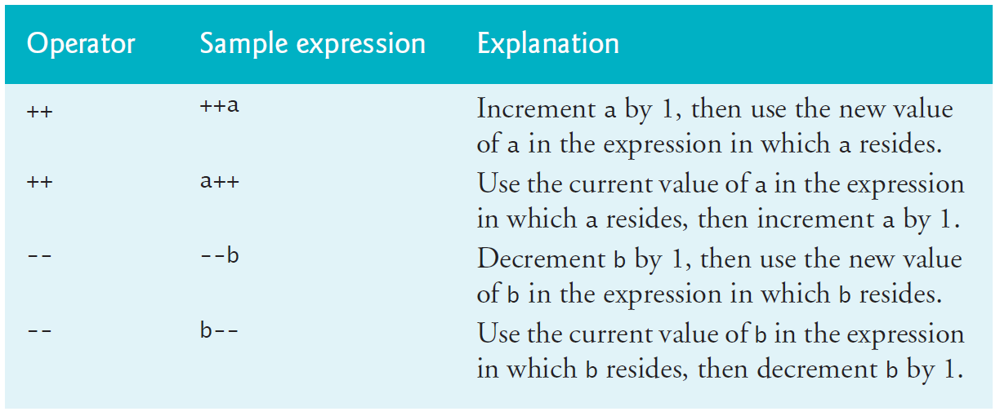 Operator Sample expression Explanation
++ ++a Increment a by 1, then use the new value
of a in the expression in which a resides.
++ a++ Use the current value of a in the expression
in which a resides, then increment a by 1.
-- --b Decrement b by 1, then use the new value
of b in the expression in which b resides.
-- b-- Use the current value of b in the expression
in which b resides, then decrement b by 1.